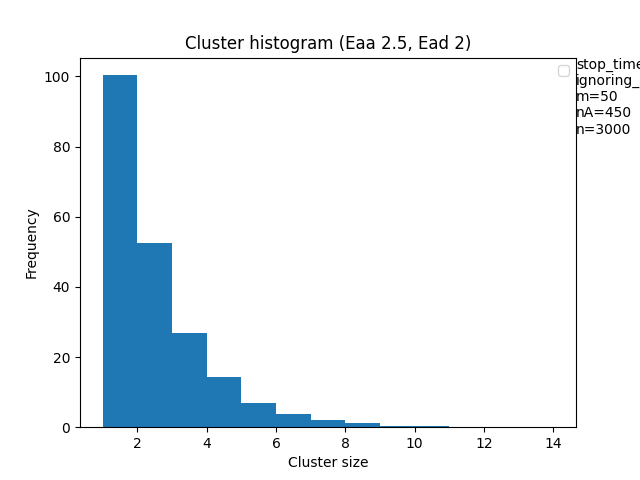 Cluster histogram (Eaa 2.5, Ead 2)
stop_time
ignoring_
m=50
nA=450
n=3000
100
80
60
40
20
0
Frequency
2 4 6 8 10 12 14
Cluster size